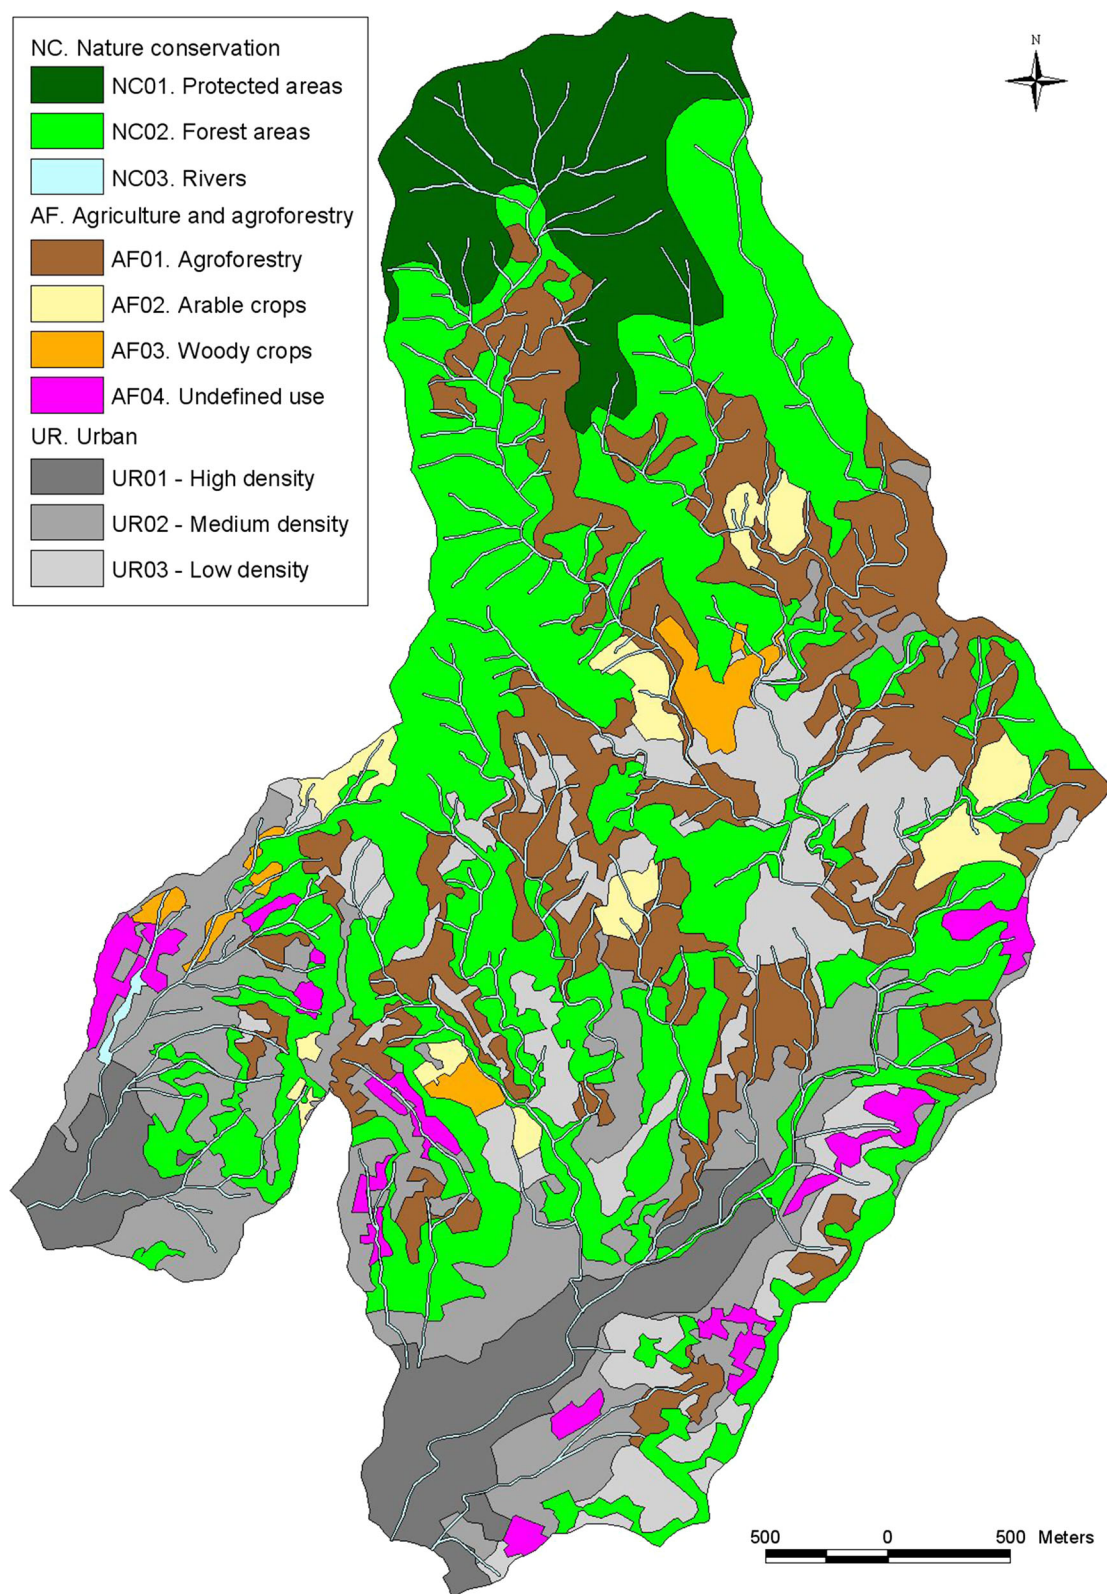 NC. Nature conservation
NC01. Protected areas
NC02. Forest areas
NC03. Rivers
AF. Agriculture and agroforestry
AF01. Agroforestry
AF02. Arable crops
AF03. Woody crops
AF04. Undefined use
UR. Urban
UR01 - High density
UR02 - Medium density
UR03 - Low density
N
500 0 500 Meters